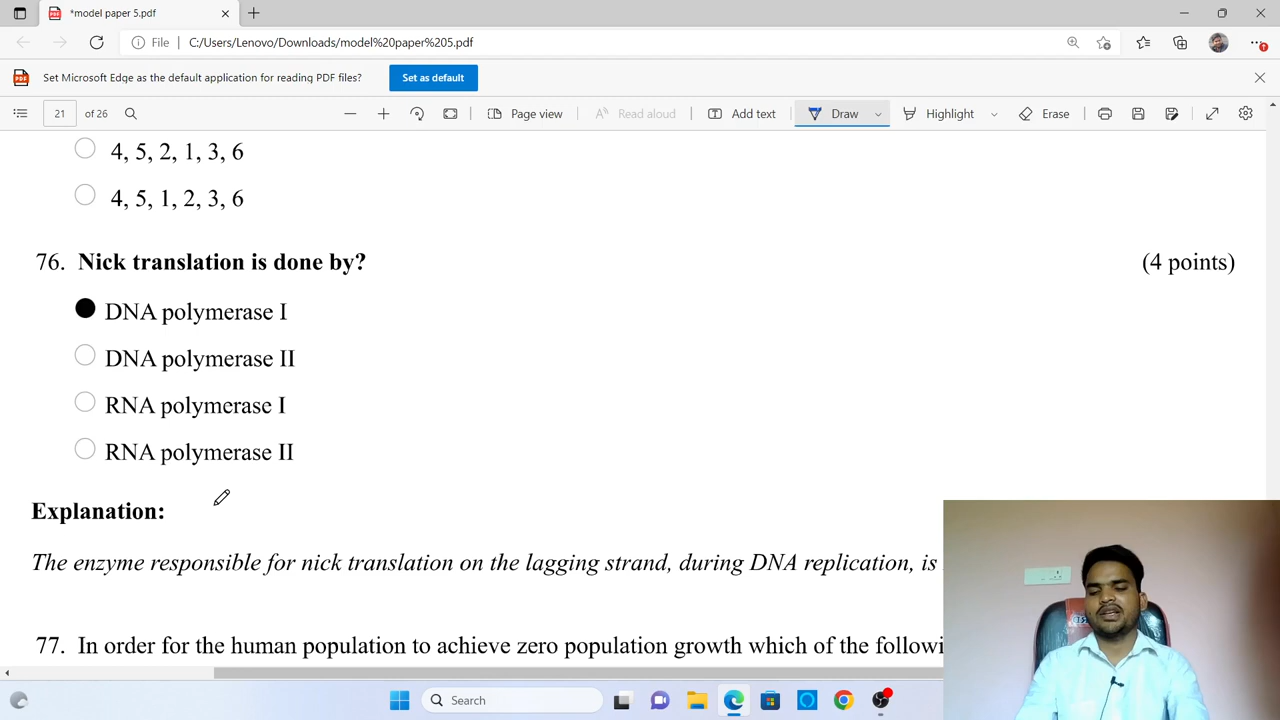 *model paper 5.pdf
File
C:/Users/Lenovo/Downloads/model%20paper%205.pdf
Set Microsoft Edge as the default application for reading PDF files?
Set as default
21 of 26
Page view
Read aloud
Add text
Draw
Highlight
Erase
4, 5, 2, 1, 3, 6
4, 5, 1, 2, 3, 6
76. Nick translation is done by? (4 points)
DNA polymerase I
DNA polymerase II
RNA polymerase I
RNA polymerase II
Explanation:
The enzyme responsible for nick translation on the lagging strand, during DNA replication, is
77. In order for the human population to achieve zero population growth which of the followi
Search